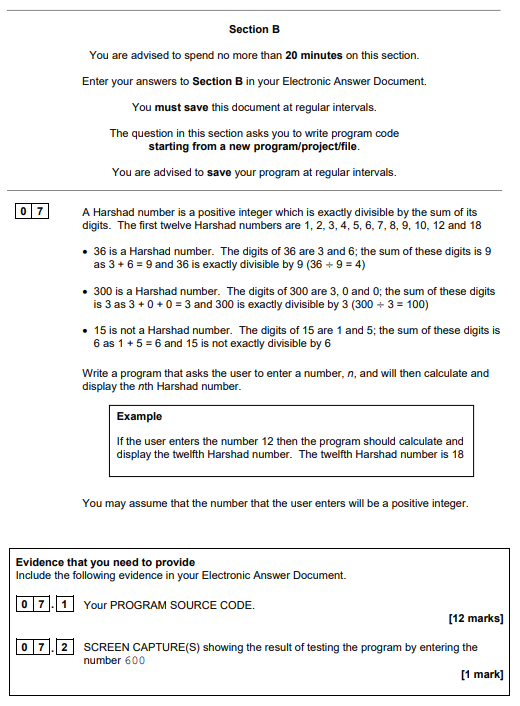 Section B
You are advised to spend no more than 20 minutes on this section.
Enter your answers to Section B in your Electronic Answer Document.
You must save this document at regular intervals.
The question in this section asks you to write program code
starting from a new program/project/file.
You are advised to save your program at regular intervals.
0 7
A Harshad number is a positive integer which is exactly divisible by the sum of its
digits. The first twelve Harshad numbers are 1, 2, 3, 4, 5, 6, 7, 8, 9, 10, 12 and 18
• 36 is a Harshad number. The digits of 36 are 3 and 6; the sum of these digits is 9
as 3 + 6 = 9 and 36 is exactly divisible by 9 (36 ÷ 9 = 4)
• 300 is a Harshad number. The digits of 300 are 3, 0 and 0; the sum of these digits
is 3 as 3 + 0 + 0 = 3 and 300 is exactly divisible by 3 (300 ÷ 3 = 100)
• 15 is not a Harshad number. The digits of 15 are 1 and 5; the sum of these digits is
6 as 1 + 5 = 6 and 15 is not exactly divisible by 6
Write a program that asks the user to enter a number, n, and will then calculate and
display the nth Harshad number.
Example
If the user enters the number 12 then the program should calculate and
display the twelfth Harshad number. The twelfth Harshad number is 18
You may assume that the number that the user enters will be a positive integer.
Evidence that you need to provide
Include the following evidence in your Electronic Answer Document.
0 7 . 1 Your PROGRAM SOURCE CODE.
[12 marks]
0 7 . 2 SCREEN CAPTURE(S) showing the result of testing the program by entering the
number 600
[1 mark]